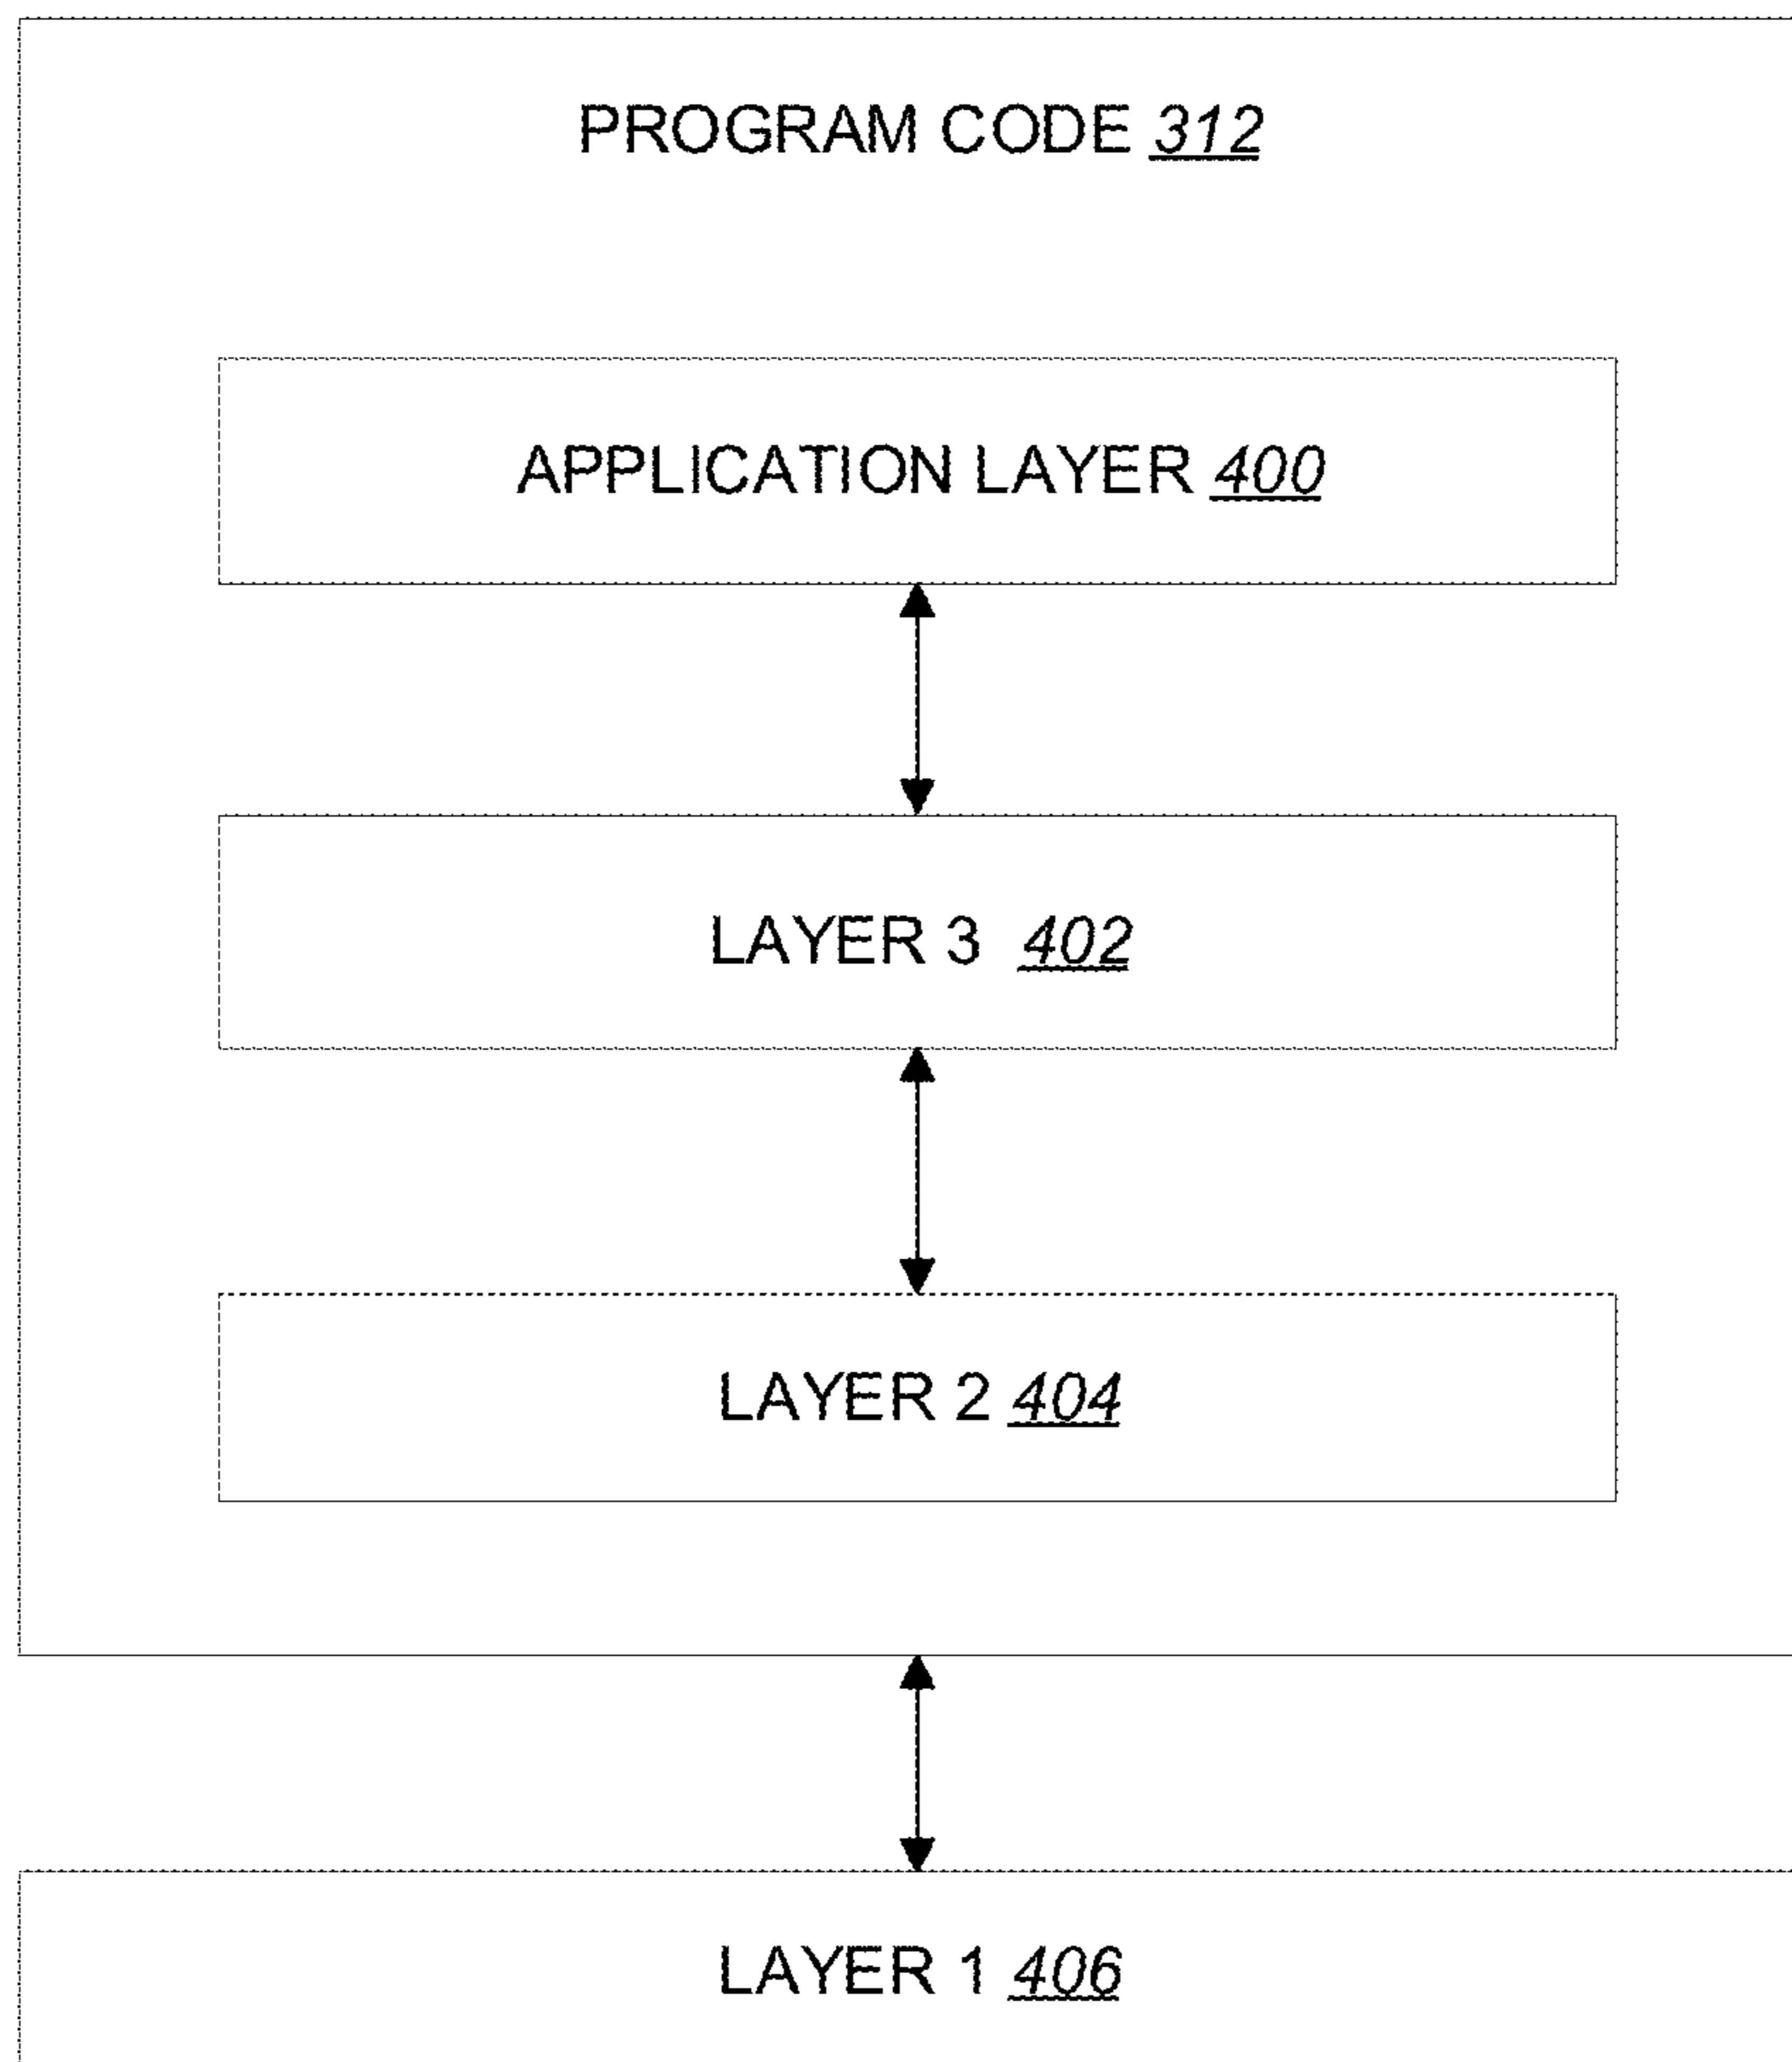 PROGRAM CODE 312
APPLICATION LAYER 400
LAYER 3 402
LAYER 2 404
LAYER 1 406